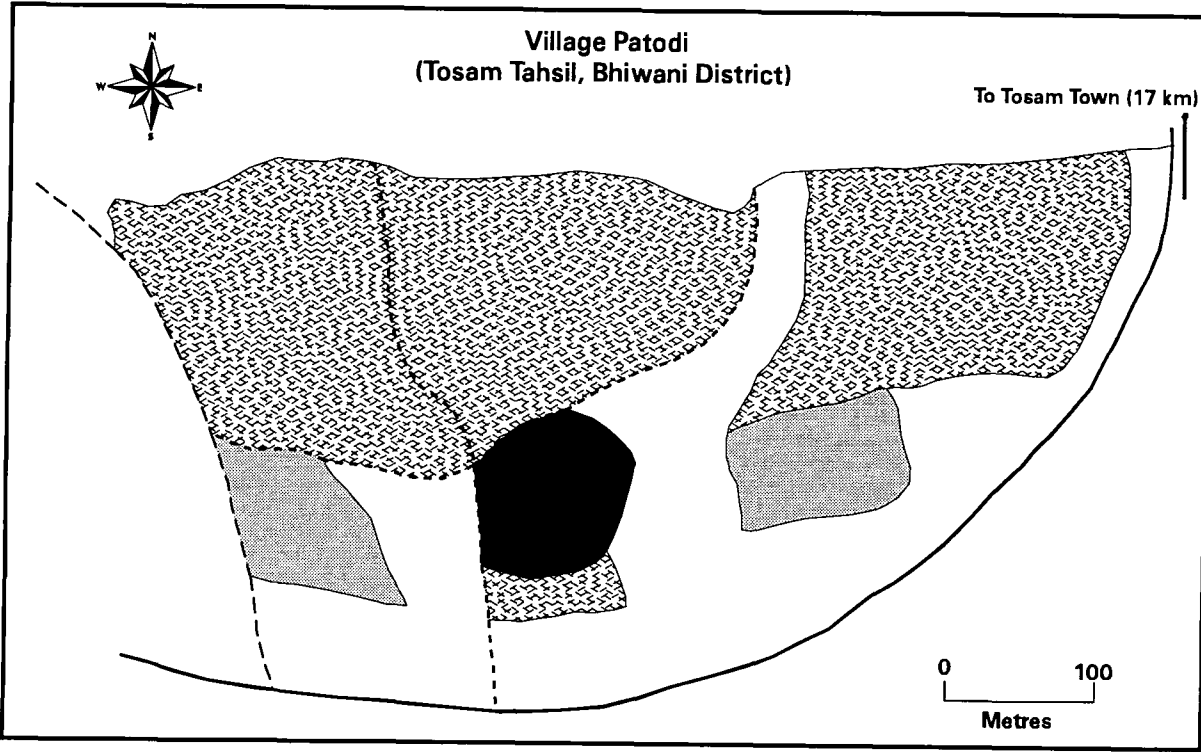 N
W E
S
Village Patodi
(Tosam Tahsil, Bhiwani District)
To Tosam Town (17 km)
0 100
Metres